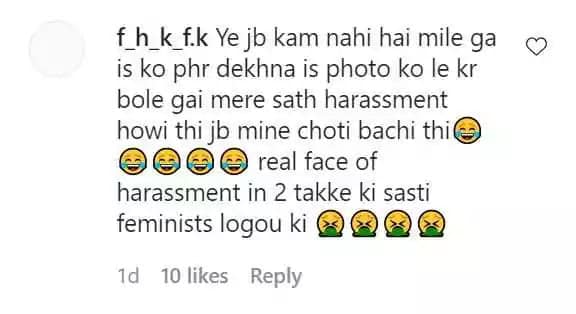 f_h_k_f.k Ye jb kam nahi hai mile ga
is ko phr dekhna is photo ko le kr
bole gai mere sath harassment
howi thi jb mine choti bachi thi😂
😂😂😂😂 real face of
harassment in 2 takke ki sasti
feminists logou ki 🤮🤮🤮🤮
1d 10 likes Reply